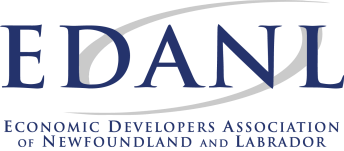 EDANL
Economic Developers Association
of Newfoundland and Labrador